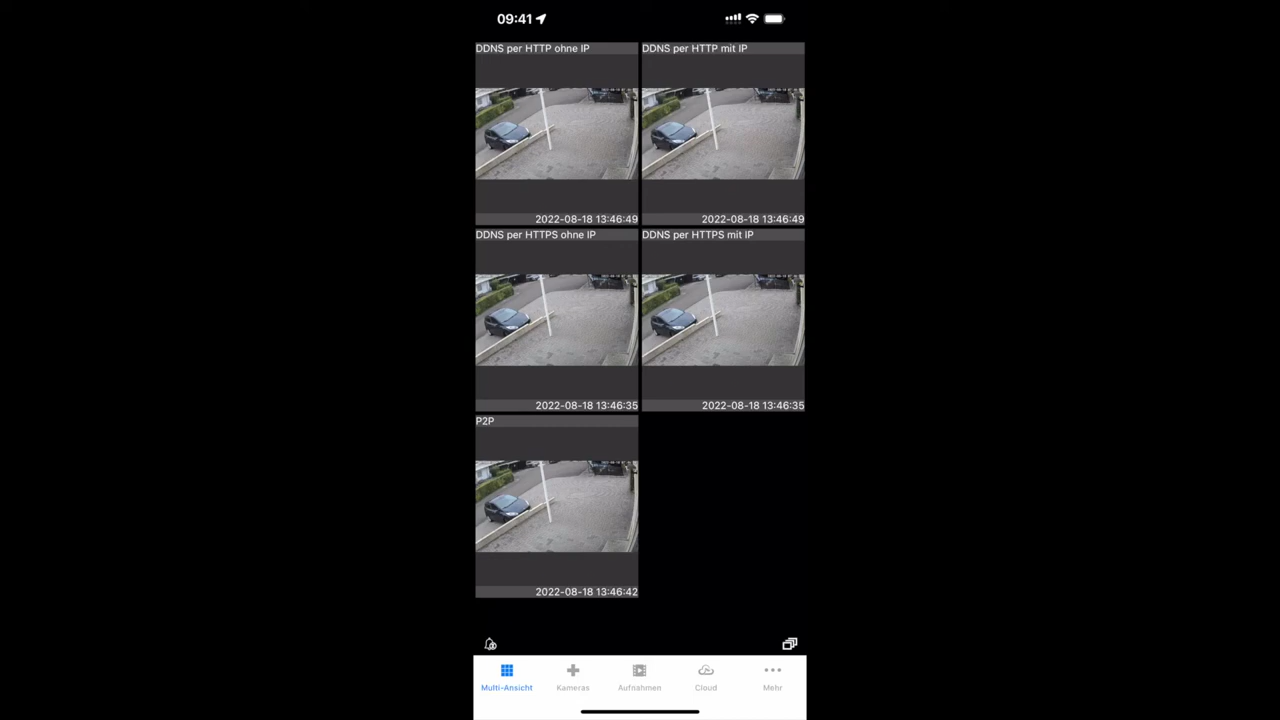 09:41
DDNS per HTTP ohne IP
DDNS per HTTP mit IP
2022-08-18 13:46:49
2022-08-18 13:46:49
DDNS per HTTPS ohne IP
DDNS per HTTPS mit IP
2022-08-18 13:46:35
2022-08-18 13:46:35
P2P
2022-08-18 13:46:42
Multi-Ansicht
Kameras
Aufnahmen
Cloud
Mehr